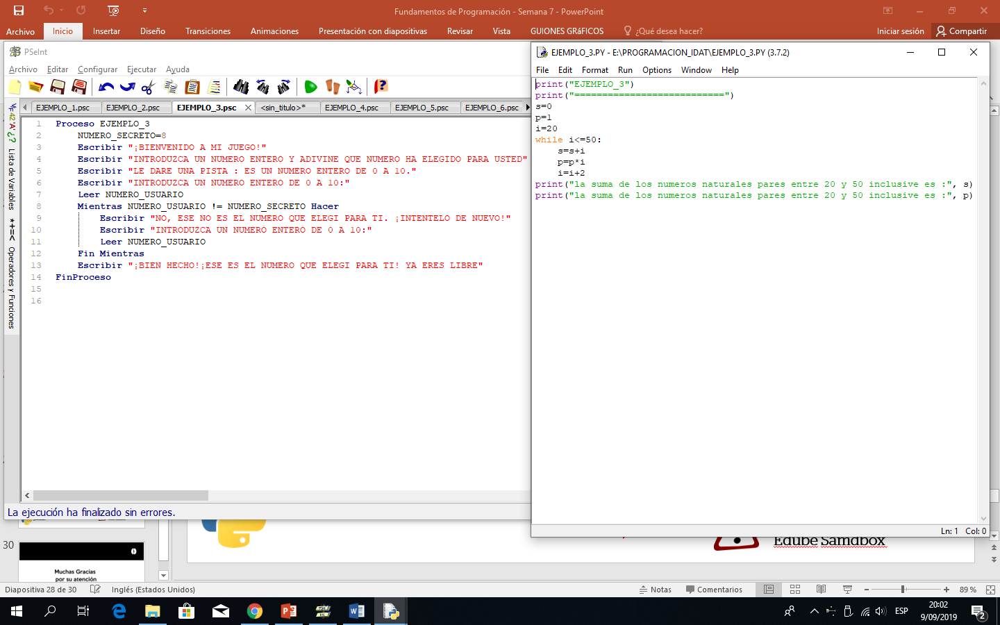 Fundamentos de Programación - Semana 7 - PowerPoint
Archivo Inicio Insertar Diseño Transiciones Animaciones Presentación con diapositivas Revisar Vista GUIONES GRáFICOS ¿Qué desea hacer? Iniciar sesión Compartir
PSeInt
Archivo Editar Configurar Ejecutar Ayuda
EJEMPLO_1.psc EJEMPLO_2.psc EJEMPLO_3.psc <sin_titulo>* EJEMPLO_4.psc EJEMPLO_5.psc EJEMPLO_6.psc
Lista de Variables
*+=<
Operadores y Funciones
1 Proceso EJEMPLO_3
2 NUMERO_SECRETO=8
3 Escribir "¡BIENVENIDO A MI JUEGO!"
4 Escribir "INTRODUZCA UN NUMERO ENTERO Y ADIVINE QUE NUMERO HA ELEGIDO PARA USTED"
5 Escribir "LE DARE UNA PISTA : ES UN NUMERO ENTERO DE 0 A 10."
6 Escribir "INTRODUZCA UN NUMERO ENTERO DE 0 A 10:"
7 Leer NUMERO_USUARIO
8 Mientras NUMERO_USUARIO != NUMERO_SECRETO Hacer
9 Escribir "NO, ESE NO ES EL NUMERO QUE ELEGI PARA TI. ¡INTENTELO DE NUEVO!"
10 Escribir "INTRODUZCA UN NUMERO ENTERO DE 0 A 10:"
11 Leer NUMERO_USUARIO
12 Fin Mientras
13 Escribir "¡BIEN HECHO!¡ESE ES EL NUMERO QUE ELEGI PARA TI! YA ERES LIBRE"
14 FinProceso
15
16
La ejecución ha finalizado sin errores.
EJEMPLO_3.PY - E:\PROGRAMACION_IDAT\EJEMPLO_3.PY (3.7.2)
File Edit Format Run Options Window Help
print("EJEMPLO_3")
print("===========================")
s=0
p=1
i=20
while i<=50:
s=s+i
p=p*i
i=i+2
print("la suma de los numeros naturales pares entre 20 y 50 inclusive es :", s)
print("la suma de los numeros naturales pares entre 20 y 50 inclusive es :", p)
Ln: 1 Col: 0
30
Muchas Gracias
por su atención
Edube Samdbox
Diapositiva 28 de 30 Inglés (Estados Unidos) Notas Comentarios 89 %
ESP
20:02
9/09/2019
2